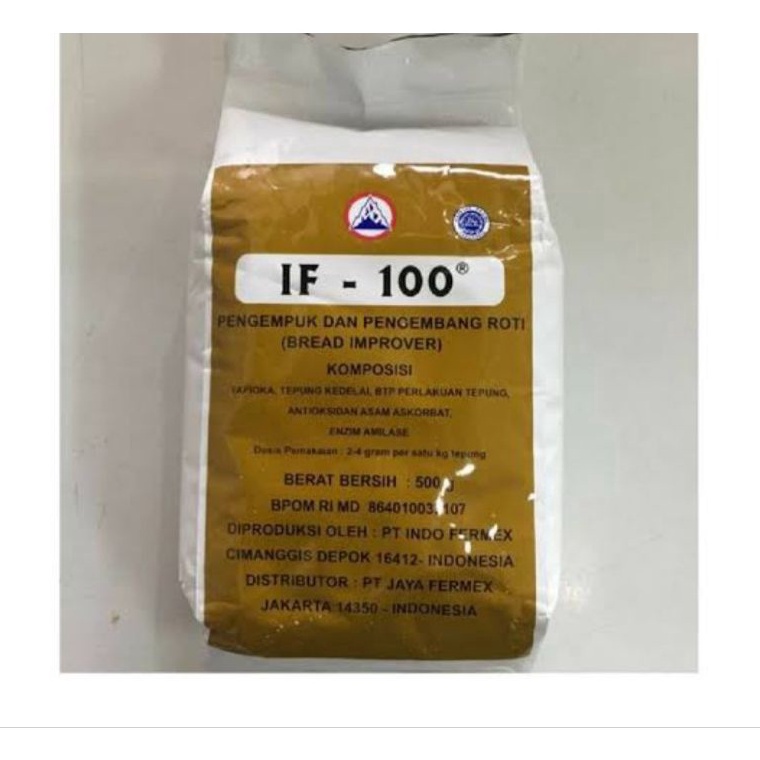 IF - 100®
PENGEMPUK DAN PENGEMBANG ROTI
(BREAD IMPROVER)
KOMPOSISI
TAPIOKA, TEPUNG KEDELAI, BTP PERLAKUAN TEPUNG,
ANTIOKSIDAN ASAM ASKORBAT,
ENZIM AMILASE
Dosis Pemakaian : 2-4 gram per satu kg tepung
BERAT BERSIH : 500 g
BPOM RI MD
DIPRODUKSI OLEH : PT INDO FERMEX
CIMANGGIS DEPOK 16412- INDONESIA
DISTRIBUTOR : PT JAYA FERMEX
JAKARTA 14350 - INDONESIA